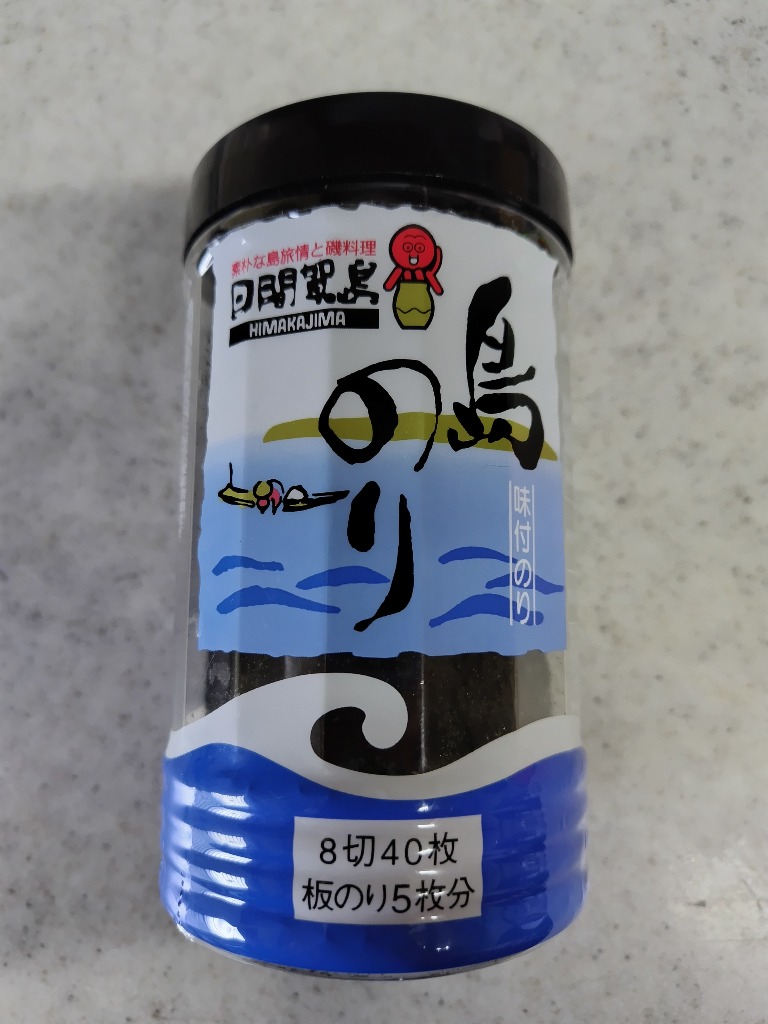 素朴な島旅情と磯料理
日間賀島
HIMAKAJIMA
島
のり
味付のり
8切40枚
板のり5枚分